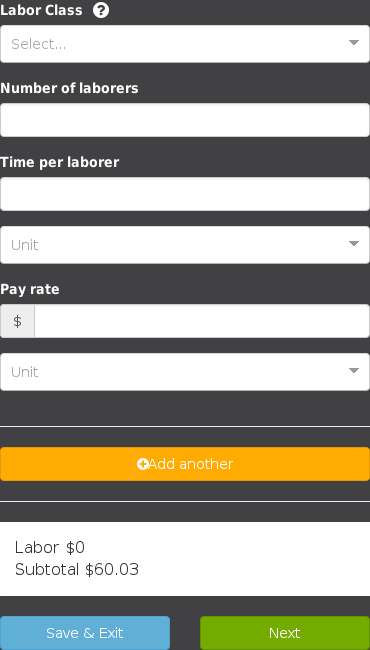 Labor Class
Select...
Number of laborers
Time per laborer
Unit
Pay rate
$
Unit
Add another
Labor $0
Subtotal $60.03
Save & Exit
Next